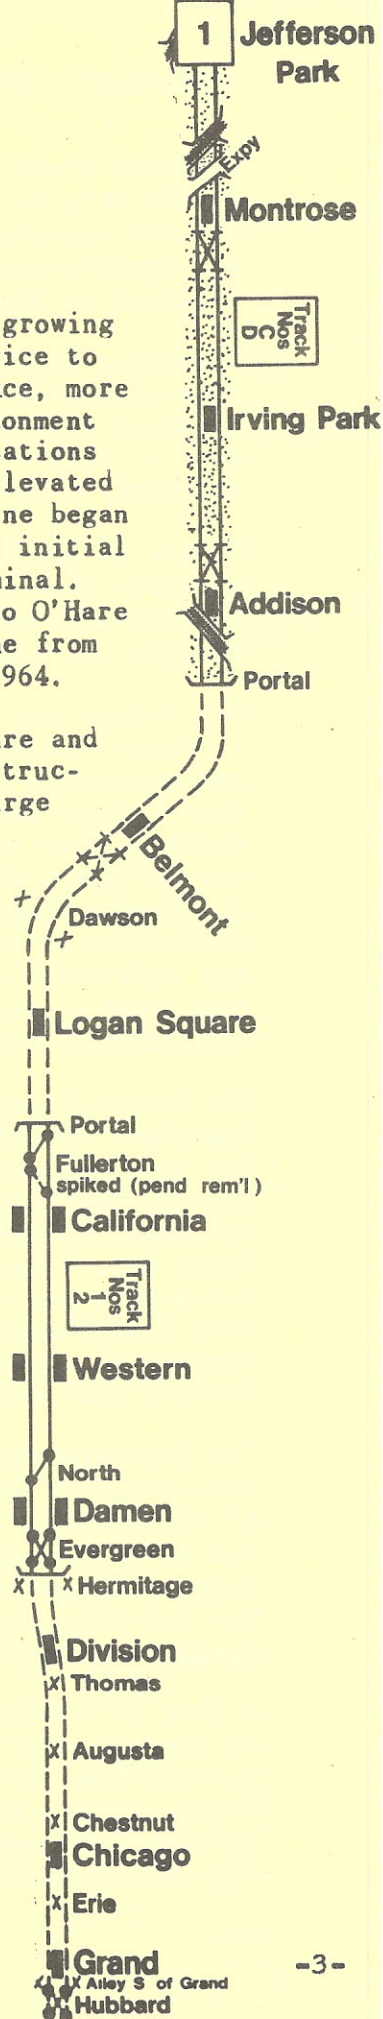 1 Jefferson
Park
Expy
Montrose
Track
Nos
C
D
Irving Park
Addison
Portal
growing
ice to
ce, more
onment
ations
levated
ne began
initial
inal.
o O'Hare
e from
964.
re and
truc-
rge
Belmont
Dawson
Logan Square
Portal
Fullerton
spiked (pend rem'l)
California
Track
Nos
1
2
Western
North
Damen
Evergreen
Hermitage
Division
Thomas
Augusta
Chestnut
Chicago
Erie
Grand
Alley S of Grand
Hubbard
-3-